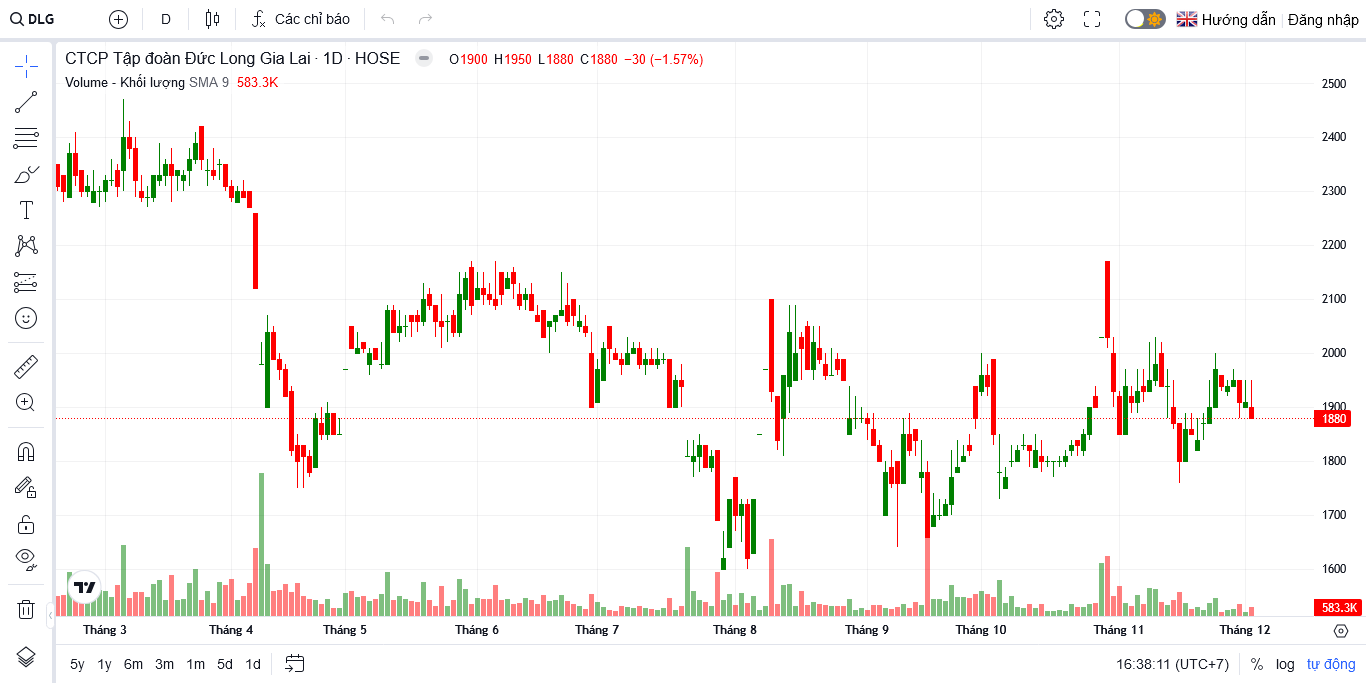 DLG D Các chỉ báo Hướng dẫn Đăng nhập
CTCP Tập đoàn Đức Long Gia Lai · 1D · HOSE O1900 H1950 L1880 C1880 −30 (−1.57%)
Volume - Khối lượng SMA 9 583.3K
2500
2400
2300
2200
2100
2000
1900
1880
1800
1700
1600
583.3K
Tháng 3 Tháng 4 Tháng 5 Tháng 6 Tháng 7 Tháng 8 Tháng 9 Tháng 10 Tháng 11 Tháng 12
5y 1y 6m 3m 1m 5d 1d 16:38:11 (UTC+7) % log tự động